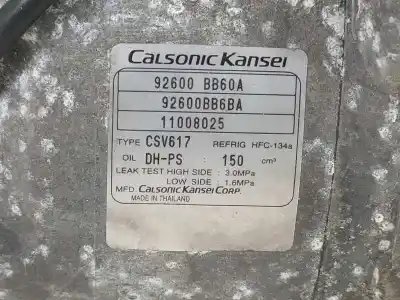 Calsonic Kansei
92600 BB60A
92600BB6BA
11008025
TYPE CSV617 REFRIG HFC-134a
OIL DH-PS : 150 cm³
LEAK TEST HIGH SIDE : 3.0MPa
LOW SIDE : 1.6MPa
MFD. CALSONIC KANSEI CORP.
MADE IN THAILAND